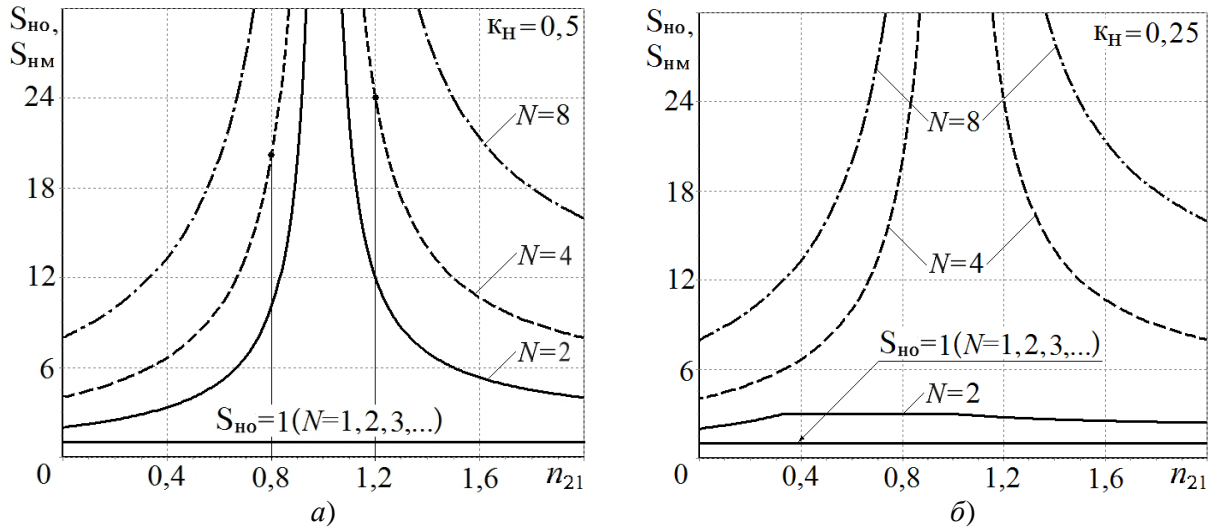 Sно,
Sнм
кн=0,5
24
18
12
6
0
N=8
N=4
N=2
Sно=1(N=1,2,3,...)
0,4
0,8
1,2
1,6
n21
а)
Sно,
Sнм
кн=0,25
24
18
12
6
0
N=8
N=4
Sно=1(N=1,2,3,...)
N=2
0,4
0,8
1,2
1,6
n21
б)